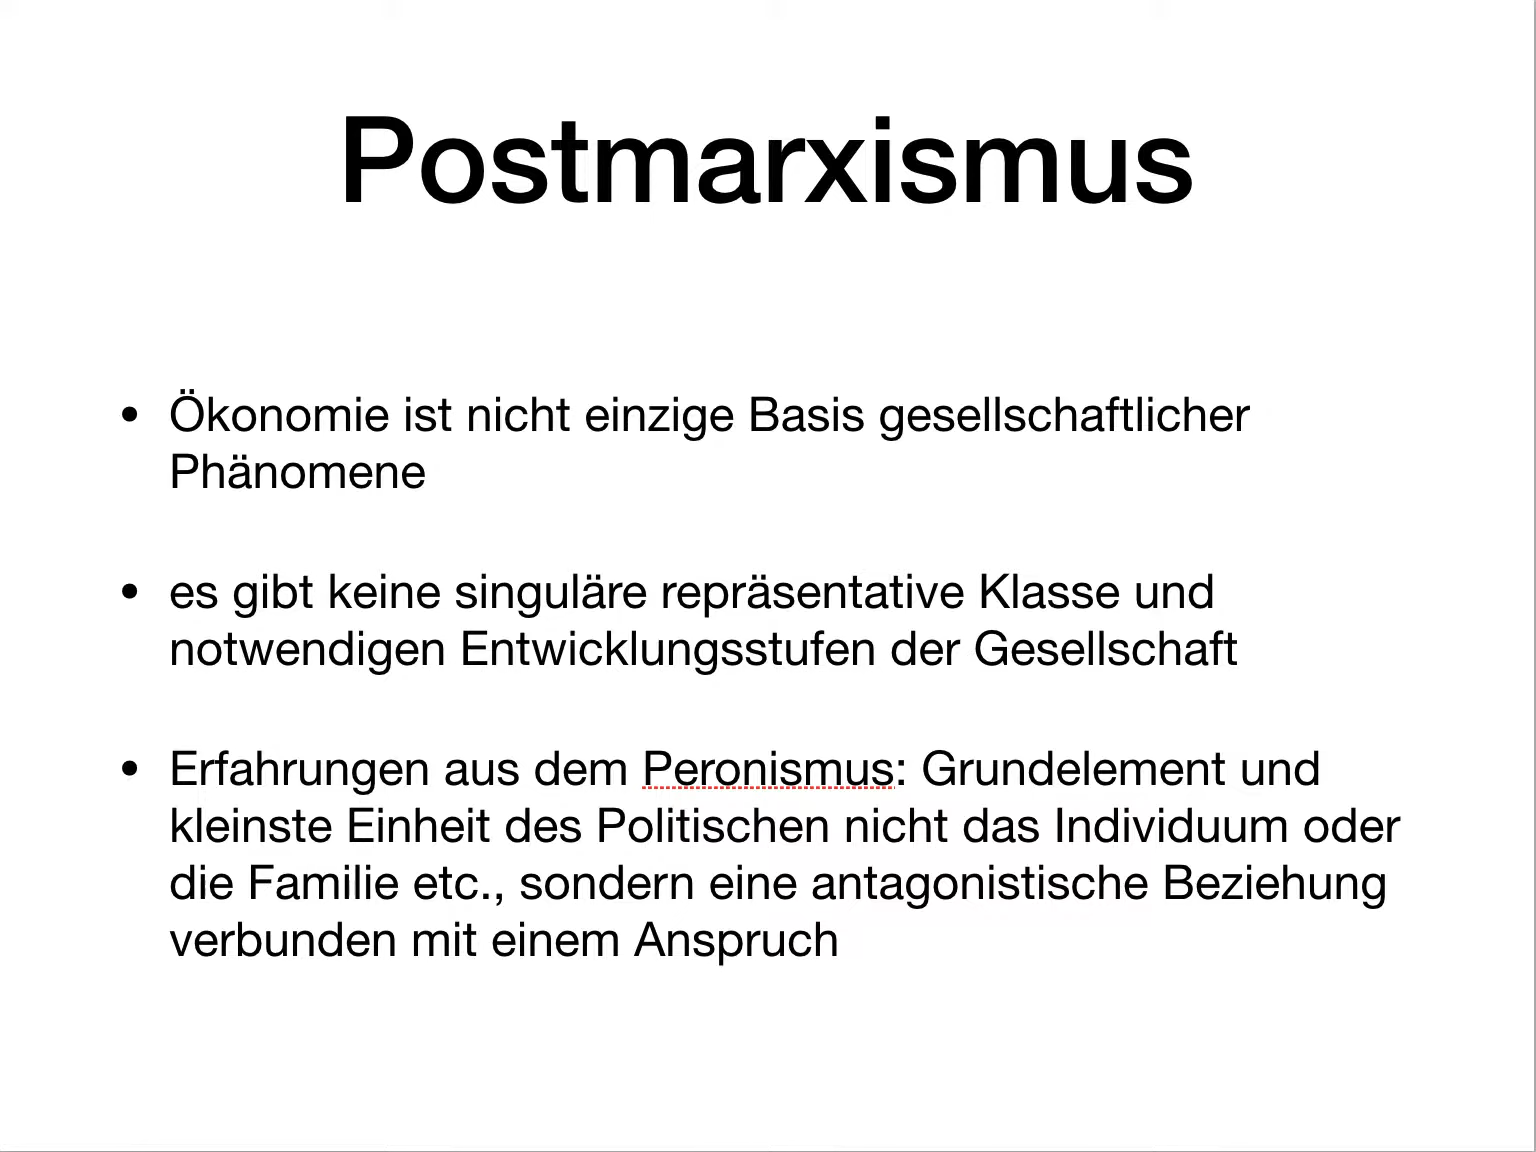 Postmarxismus
• Ökonomie ist nicht einzige Basis gesellschaftlicher
Phänomene
• es gibt keine singuläre repräsentative Klasse und
notwendigen Entwicklungsstufen der Gesellschaft
• Erfahrungen aus dem Peronismus: Grundelement und
kleinste Einheit des Politischen nicht das Individuum oder
die Familie etc., sondern eine antagonistische Beziehung
verbunden mit einem Anspruch